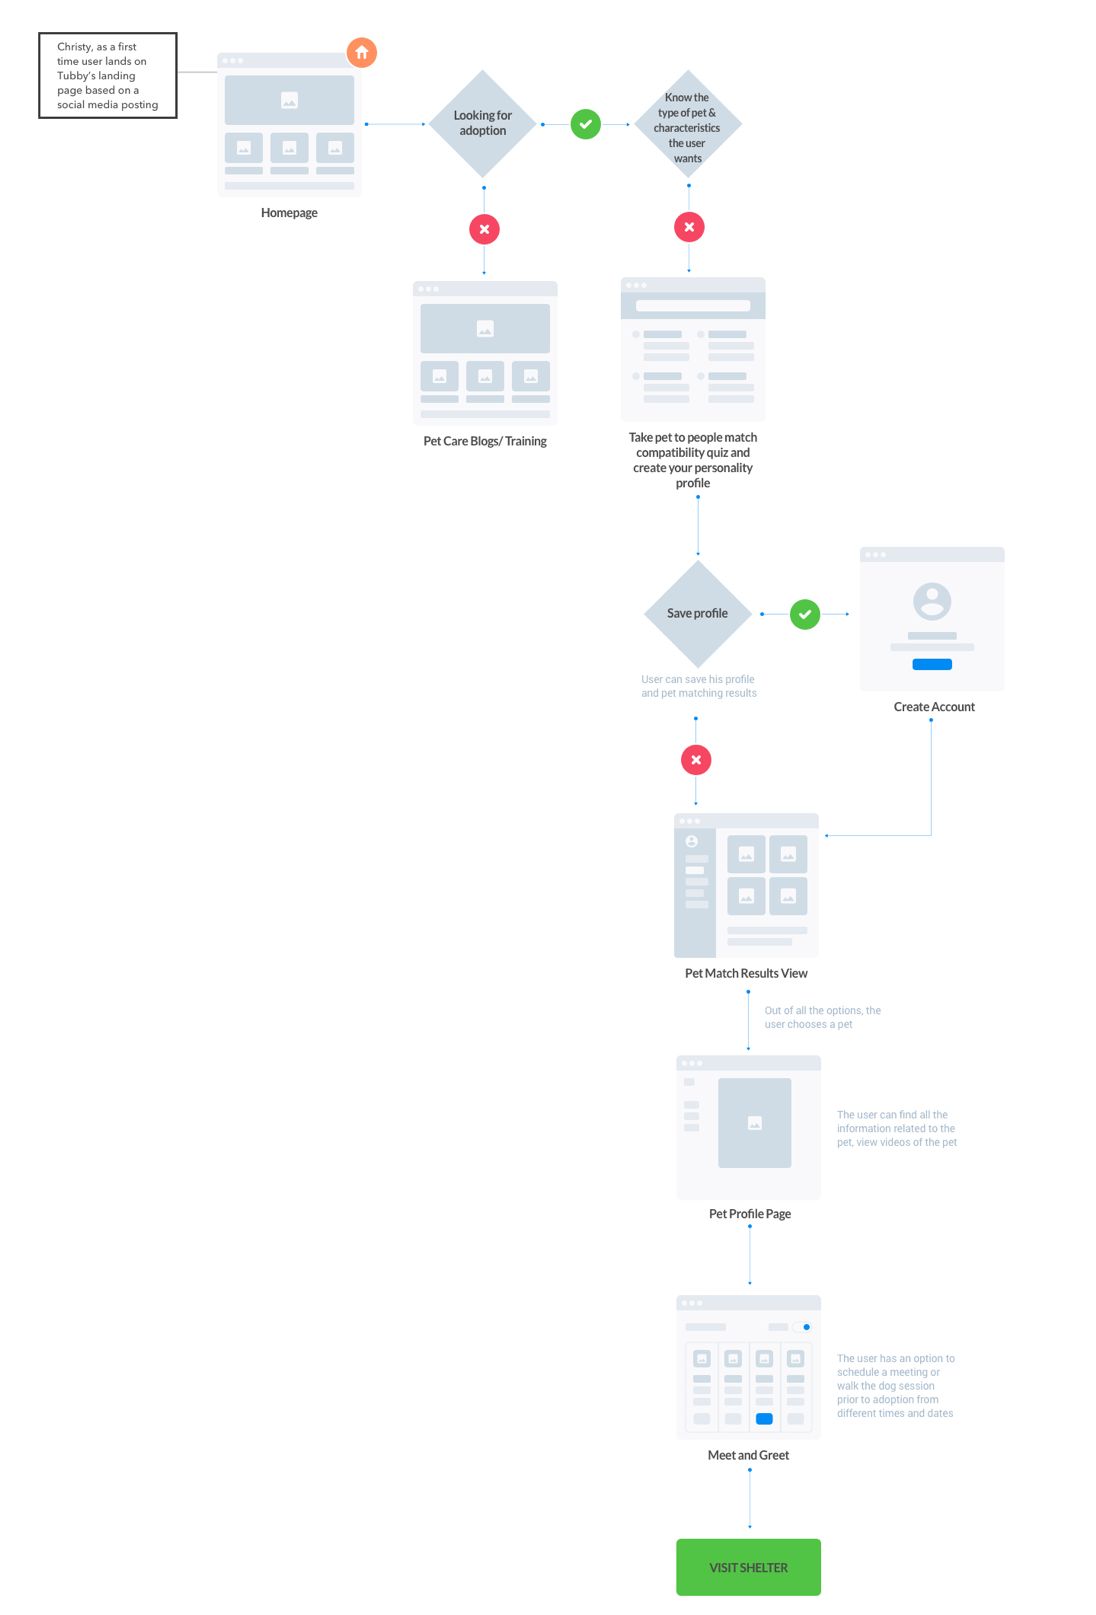 Christy, as a first
time user lands on
Tubby's landing
page based on a
social media posting
Homepage
Looking for
adoption
Know the
type of pet &
characteristics
the user
wants
Pet Care Blogs/ Training
Take pet to people match
compatibility quiz and
create your personality
profile
Save profile
User can save his profile
and pet matching results
Create Account
Pet Match Results View
Out of all the options, the
user chooses a pet
The user can find all the
information related to the
pet, view videos of the pet
Pet Profile Page
The user has an option to
schedule a meeting or
walk the dog session
prior to adoption from
different times and dates
Meet and Greet
VISIT SHELTER